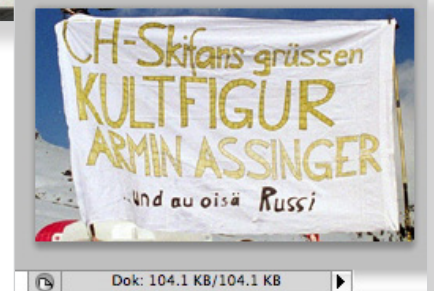 CH-Skifans grüssen
KULTFIGUR
ARMIN ASSINGER
...und au oisä Russi
Dok: 104.1 KB/104.1 KB